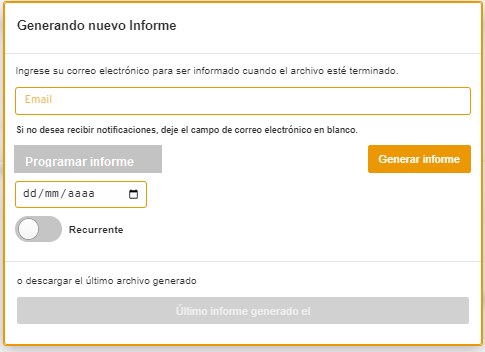 Generando nuevo Informe
Ingrese su correo electrónico para ser informado cuando el archivo esté terminado.
Email
Si no desea recibir notificaciones, deje el campo de correo electrónico en blanco.
Programar informe
Generar informe
dd/mm/aaaa
Recurrente
o descargar el último archivo generado
Último informe generado el